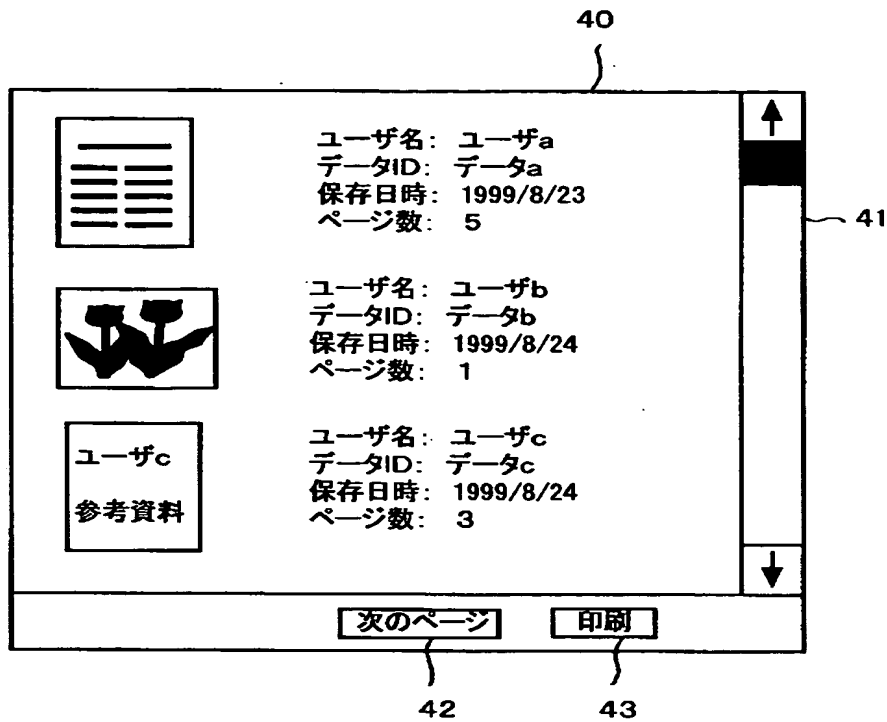 40
ユーザ名: ユーザa
データID: データa
保存日時: 1999/8/23
ページ数: 5
41
ユーザ名: ユーザb
データID: データb
保存日時: 1999/8/24
ページ数: 1
ユーザc
参考資料
ユーザ名: ユーザc
データID: データc
保存日時: 1999/8/24
ページ数: 3
次のページ
印刷
42
43